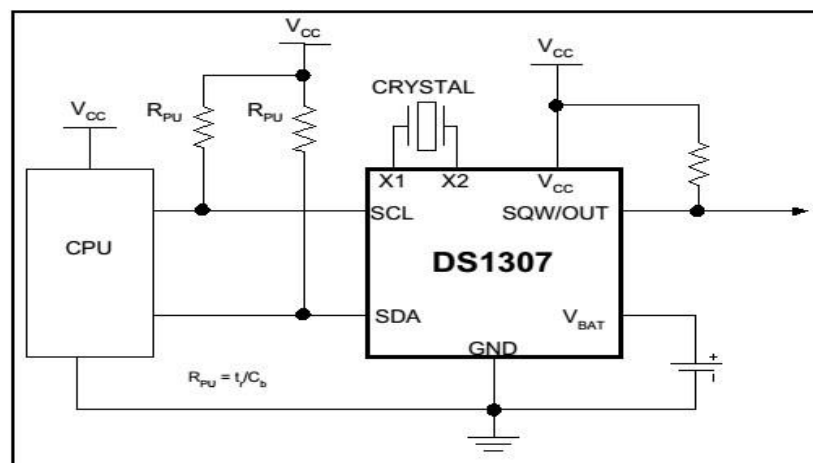 VCC
VCC
VCC
CRYSTAL
RPU
RPU
X1
X2
VCC
SCL
SQW/OUT
CPU
DS1307
SDA
VBAT
GND
+
−
RPU = tr/Cb